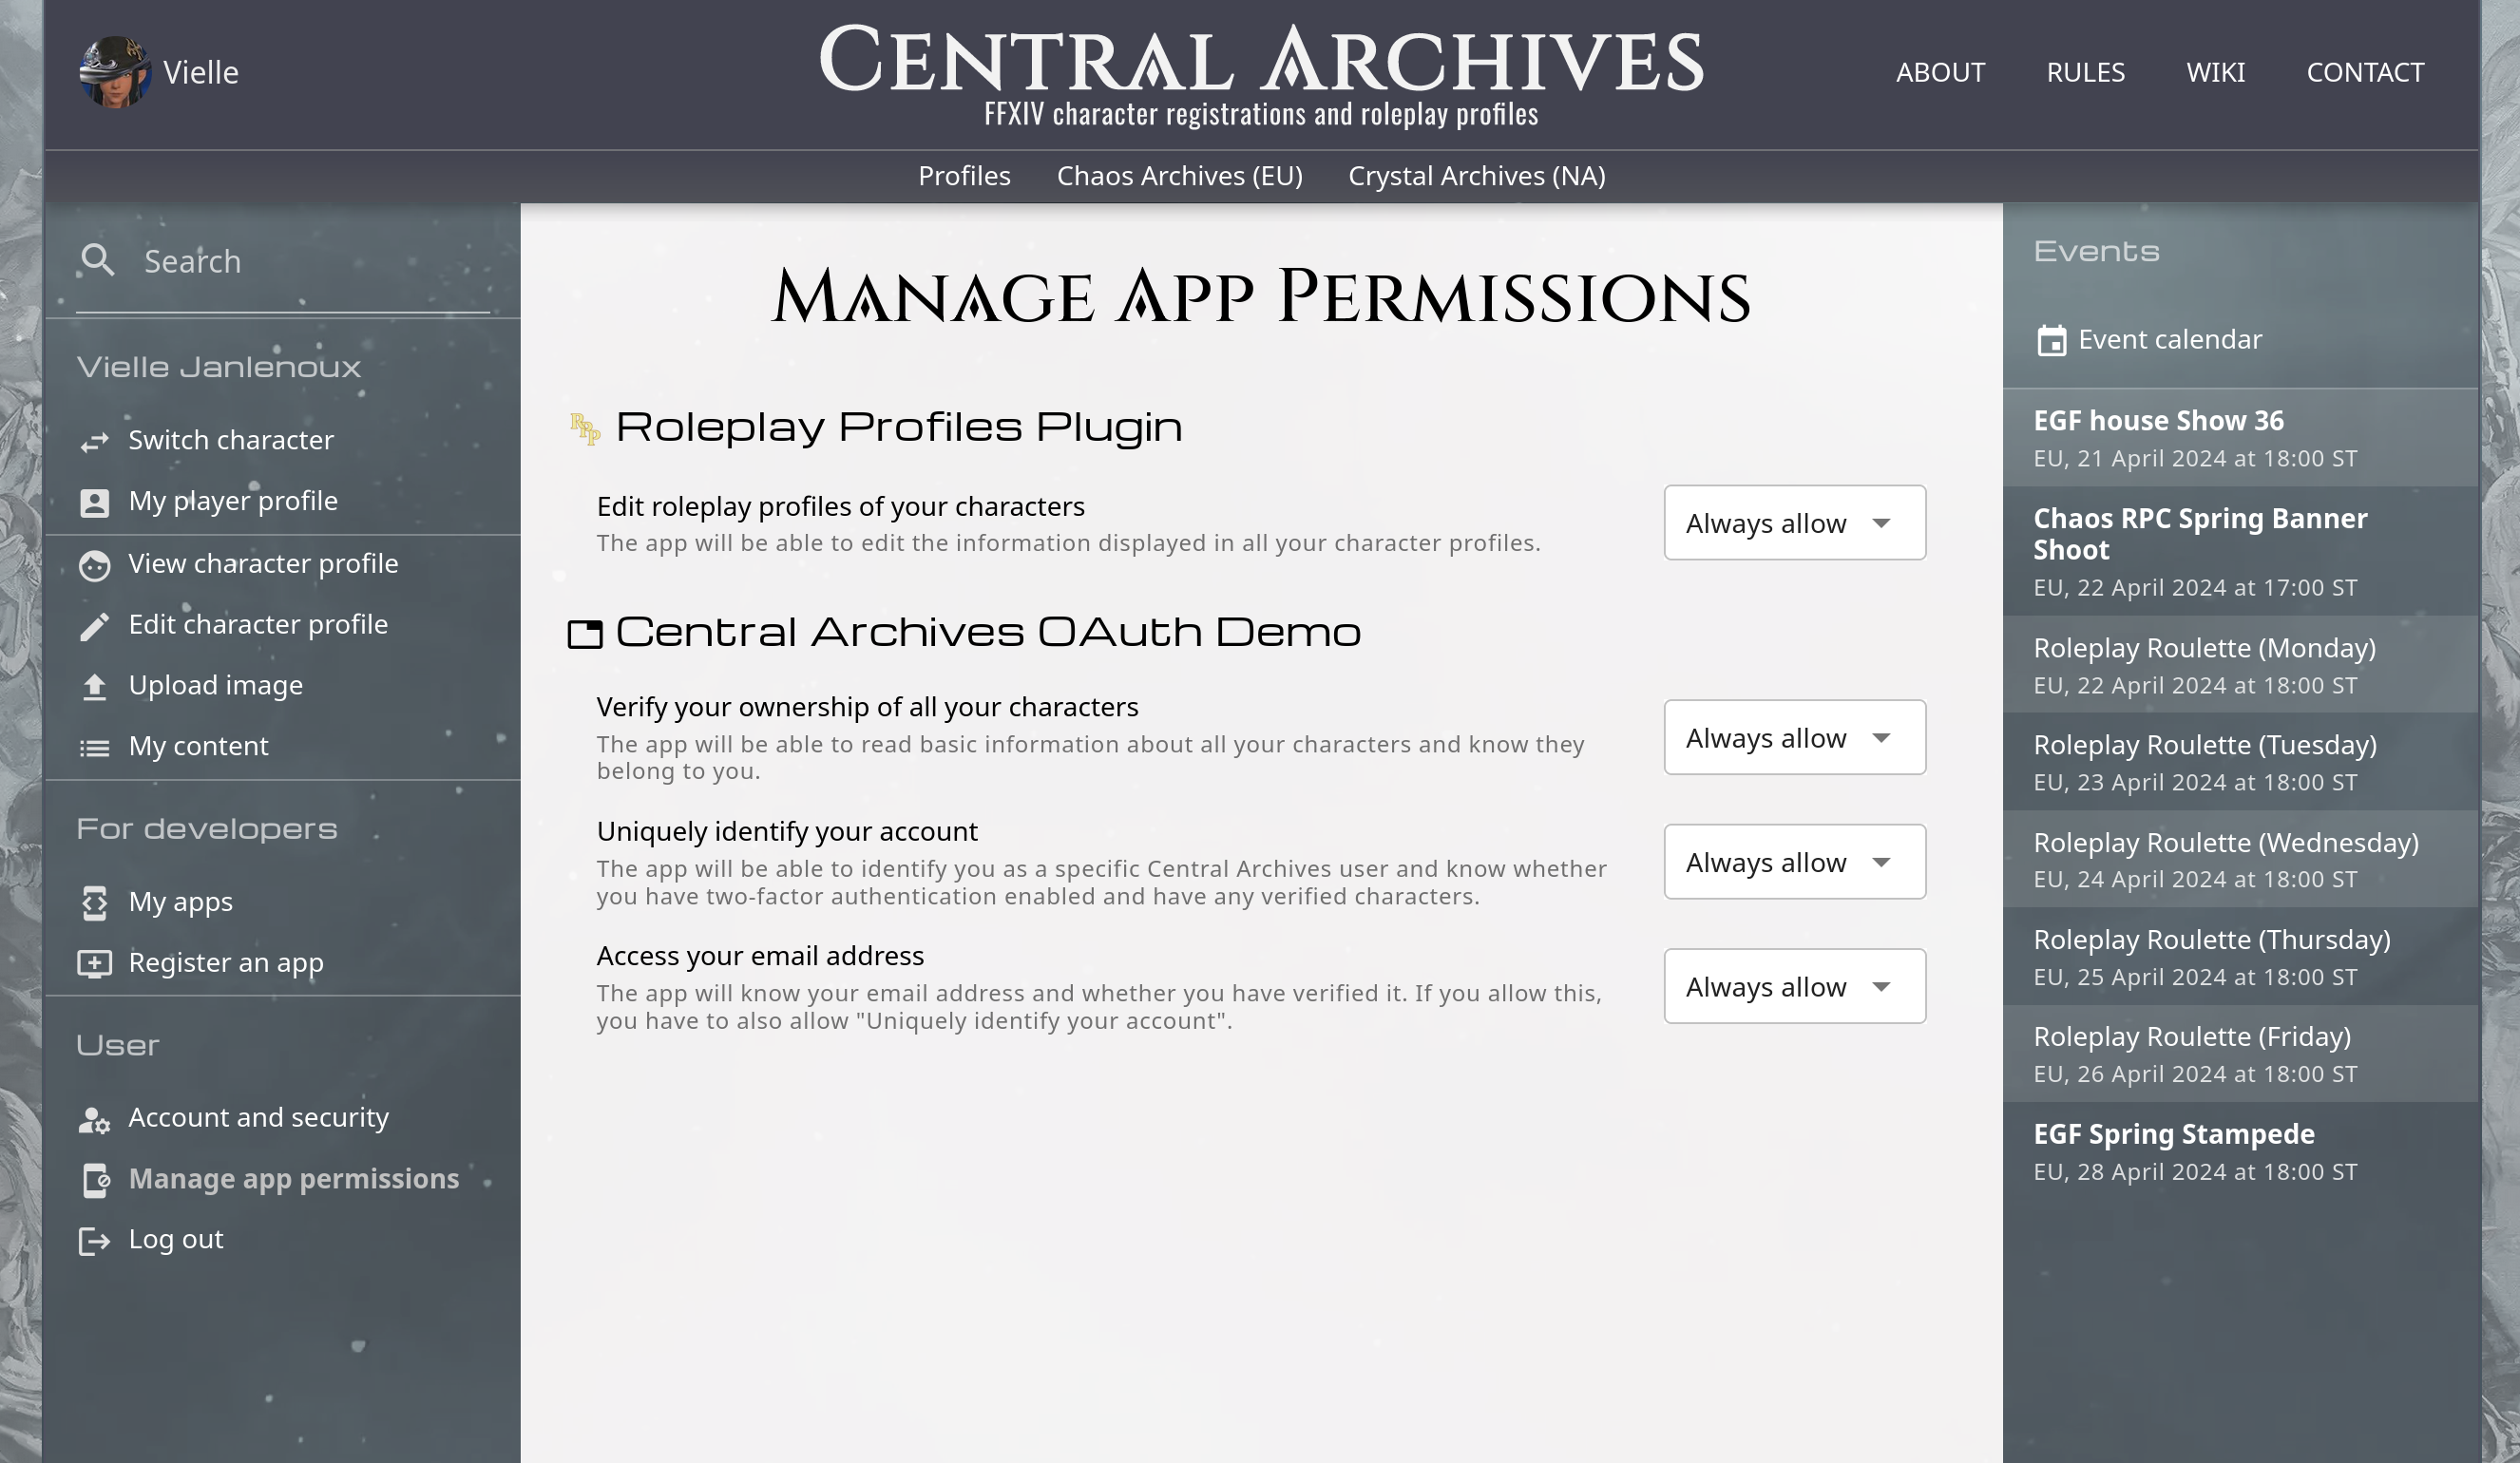 Vielle
CENTRAL ARCHIVES
FFXIV character registrations and roleplay profiles
ABOUT
RULES
WIKI
CONTACT
Profiles
Chaos Archives (EU)
Crystal Archives (NA)
Search
Vielle Janlenoux
Switch character
My player profile
View character profile
Edit character profile
Upload image
My content
For developers
My apps
Register an app
User
Account and security
Manage app permissions
Log out
MANAGE APP PERMISSIONS
RPP Roleplay Profiles Plugin
Edit roleplay profiles of your characters
The app will be able to edit the information displayed in all your character profiles.
Always allow
Central Archives OAuth Demo
Verify your ownership of all your characters
The app will be able to read basic information about all your characters and know they
belong to you.
Always allow
Uniquely identify your account
The app will be able to identify you as a specific Central Archives user and know whether
you have two-factor authentication enabled and have any verified characters.
Always allow
Access your email address
The app will know your email address and whether you have verified it. If you allow this,
you have to also allow "Uniquely identify your account".
Always allow
Events
Event calendar
EGF house Show 36
EU, 21 April 2024 at 18:00 ST
Chaos RPC Spring Banner
Shoot
EU, 22 April 2024 at 17:00 ST
Roleplay Roulette (Monday)
EU, 22 April 2024 at 18:00 ST
Roleplay Roulette (Tuesday)
EU, 23 April 2024 at 18:00 ST
Roleplay Roulette (Wednesday)
EU, 24 April 2024 at 18:00 ST
Roleplay Roulette (Thursday)
EU, 25 April 2024 at 18:00 ST
Roleplay Roulette (Friday)
EU, 26 April 2024 at 18:00 ST
EGF Spring Stampede
EU, 28 April 2024 at 18:00 ST